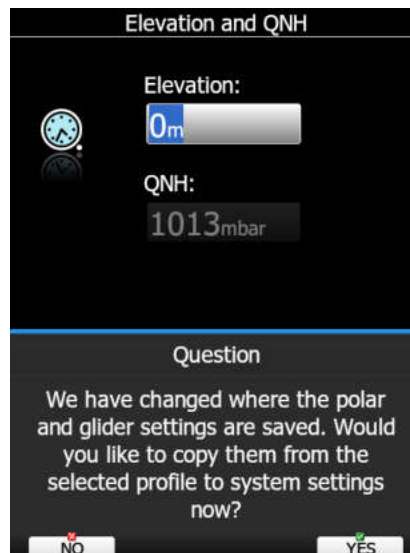 Elevation and QNH
Elevation:
0m
QNH:
1013mbar
Question
We have changed where the polar
and glider settings are saved. Would
you like to copy them from the
selected profile to system settings
now?
NO YES